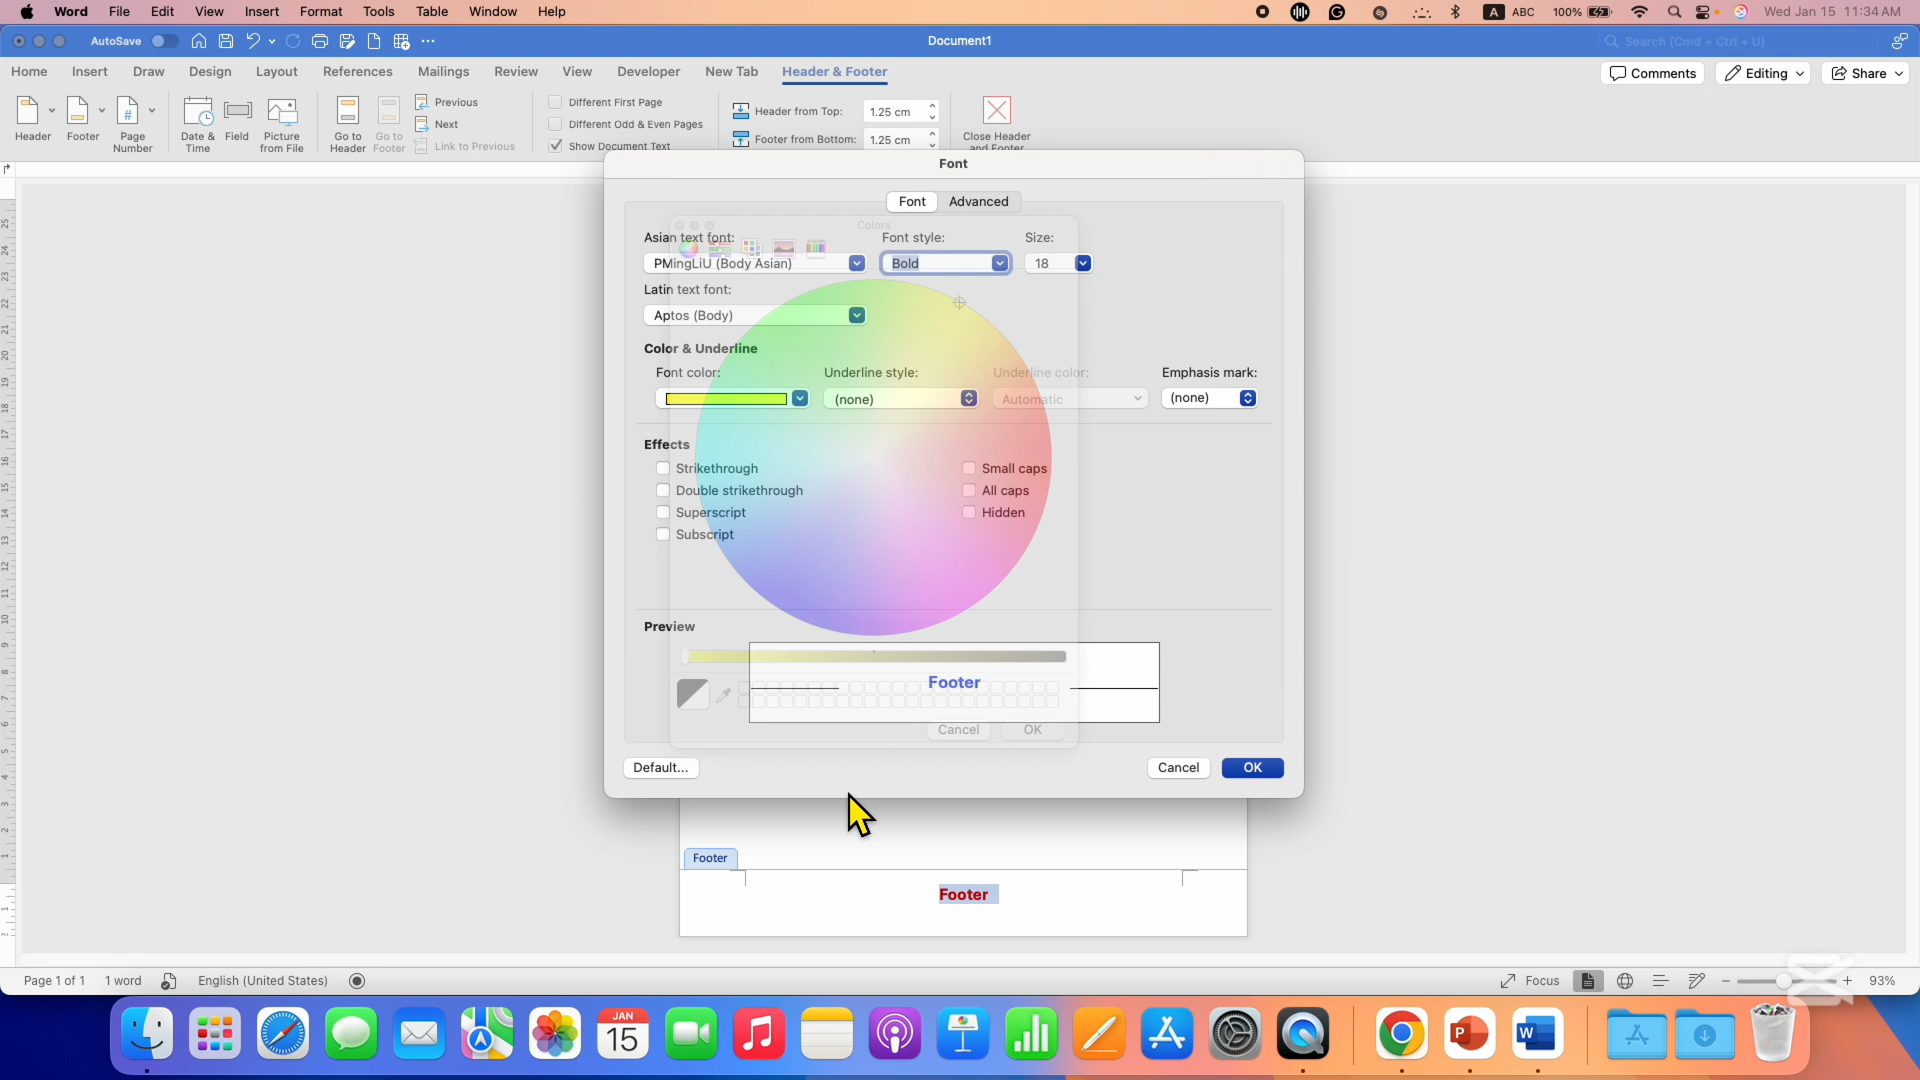 Word File Edit View Insert Format Tools Table Window Help A ABC 100% Wed Jan 15 11:34 AM
AutoSave Document1 Search (Cmd + Ctrl + U)
Home Insert Draw Design Layout References Mailings Review View Developer New Tab Header & Footer Comments Editing Share
Header Footer Page Number Date & Time Field Picture from File Go to Header Go to Footer
Previous
Next
Link to Previous
Different First Page
Different Odd & Even Pages
Show Document Text
Header from Top: 1.25 cm
Footer from Bottom: 1.25 cm
Close Header and Footer
Font
Font Advanced
Colors
Asian text font: Font style: Size:
PMingLiU (Body Asian) Bold 18
Latin text font:
Aptos (Body)
Color & Underline
Font color: Underline style: Underline color: Emphasis mark:
(none) Automatic (none)
Effects
Strikethrough Small caps
Double strikethrough All caps
Superscript Hidden
Subscript
Preview
Footer
Cancel OK
Default... Cancel OK
Footer
Footer
Page 1 of 1 1 word English (United States) Focus 93%
JAN
15
P W